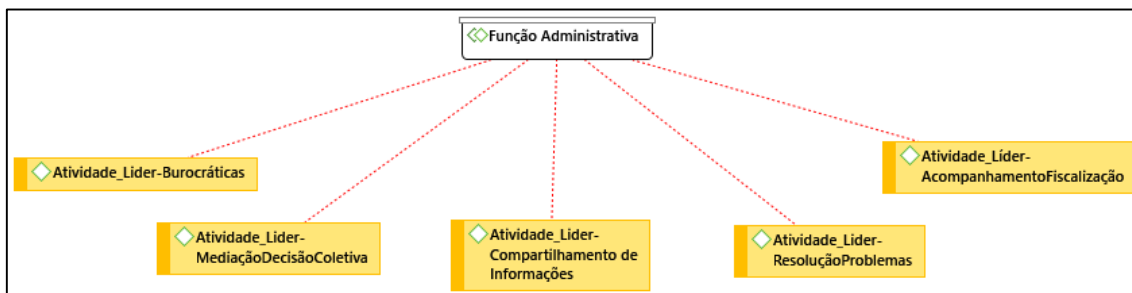 Função Administrativa
Atividade_Lider-Burocráticas
Atividade_Líder-
AcompanhamentoFiscalização
Atividade_Lider-
MediaçãoDecisãoColetiva
Atividade_Lider-
Compartilhamento de
Informações
Atividade_Lider-
ResoluçãoProblemas